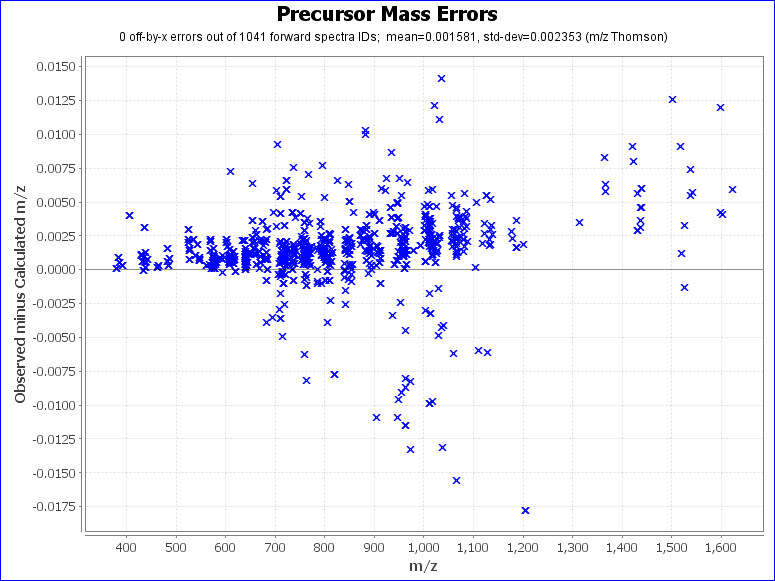 Precursor Mass Errors
0 off-by-x errors out of 1041 forward spectra IDs;  mean=0.001581, std-dev=0.002353 (m/z Thomson)
Observed minus Calculated m/z
0.0150
0.0125
0.0100
0.0075
0.0050
0.0025
0.0000
-0.0025
-0.0050
-0.0075
-0.0100
-0.0125
-0.0150
-0.0175
400 500 600 700 800 900 1,000 1,100 1,200 1,300 1,400 1,500 1,600
m/z